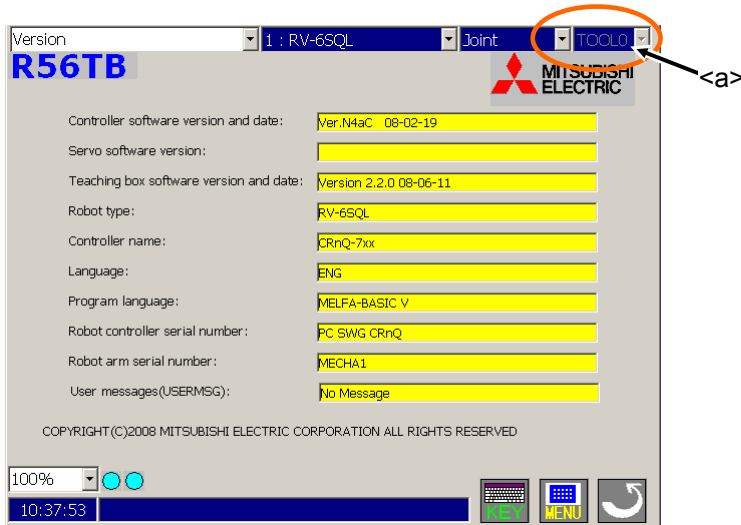 Version 1 : RV-6SQL Joint TOOL0
R56TB
MITSUBISHI
ELECTRIC
<a>
Controller software version and date: Ver.N4aC 08-02-19
Servo software version:
Teaching box software version and date: Version 2.2.0 08-06-11
Robot type: RV-6SQL
Controller name: CRnQ-7xx
Language: ENG
Program language: MELFA-BASIC V
Robot controller serial number: PC SWG CRnQ
Robot arm serial number: MECHA1
User messages(USERMSG): No Message
COPYRIGHT(C)2008 MITSUBISHI ELECTRIC CORPORATION ALL RIGHTS RESERVED
100%
10:37:53 KEY MENU